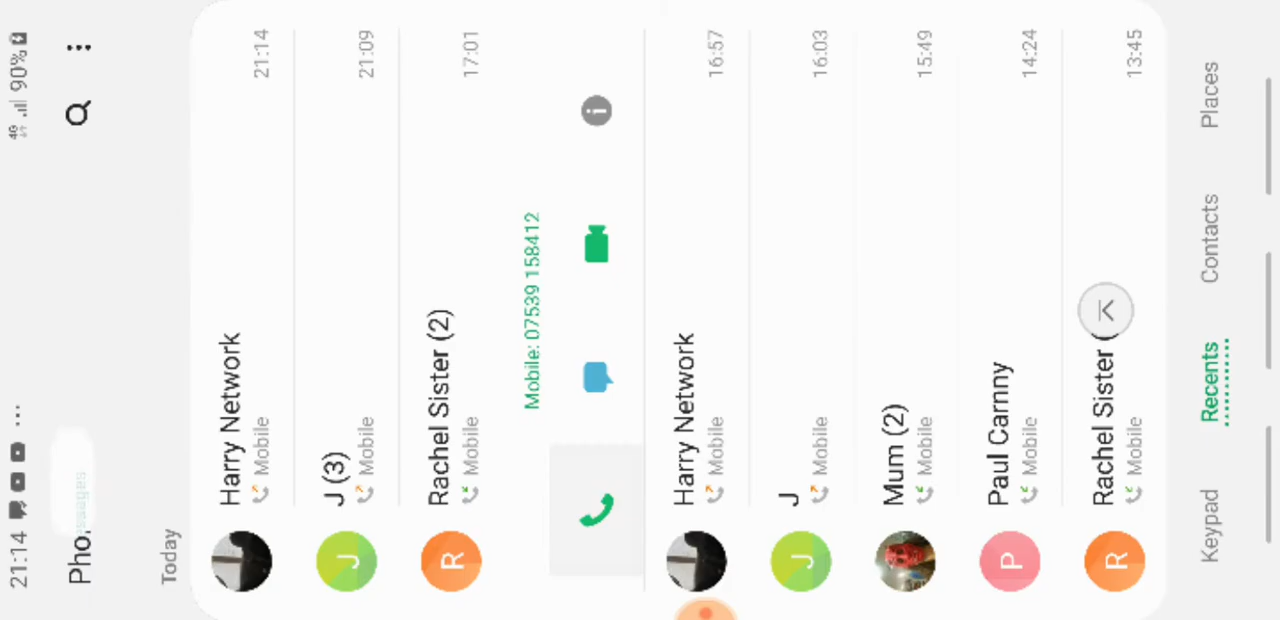 21:14 ... 4G 90%
Pho
ssages
Today
Harry Network
Mobile
21:14
J
J (3)
Mobile
21:09
R
Rachel Sister (2)
Mobile
17:01
Mobile: 07539 158412
Harry Network
Mobile
16:57
J
J
Mobile
16:03
Mum (2)
Mobile
15:49
P
Paul Carnny
Mobile
14:24
R
Rachel Sister (
Mobile
13:45
Keypad Recents Contacts Places